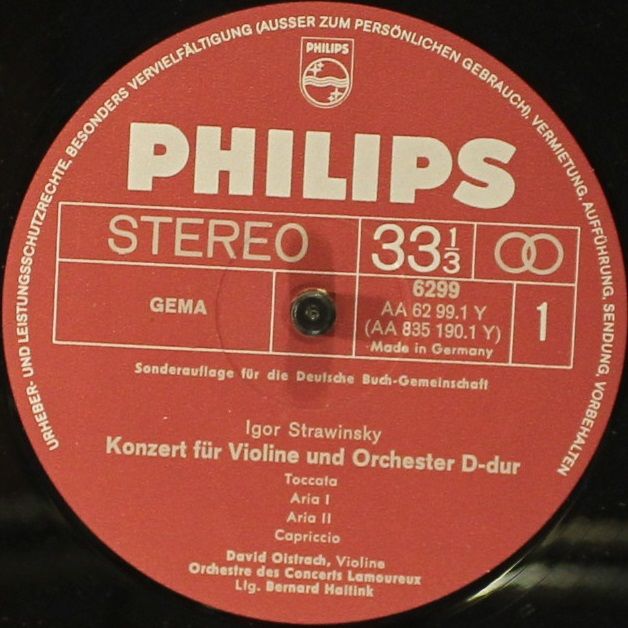 URHEBER- UND LEISTUNGSSCHUTZRECHTE, BESONDERS VERVIELFÄLTIGUNG (AUSSER ZUM PERSÖNLICHEN GEBRAUCH), VERMIETUNG, AUFFÜHRUNG, SENDUNG, VORBEHALTEN
PHILIPS
PHILIPS
STEREO
33 1/3
GEMA
6299
AA 62 99.1 Y
(AA 835 190.1 Y)
Made in Germany
1
Sonderauflage für die Deutsche Buch-Gemeinschaft
Igor Strawinsky
Konzert für Violine und Orchester D-dur
Toccata
Aria I
Aria II
Capriccio
David Oistrach, Violine
Orchestre des Concerts Lamoureux
Ltg. Bernard Haitink